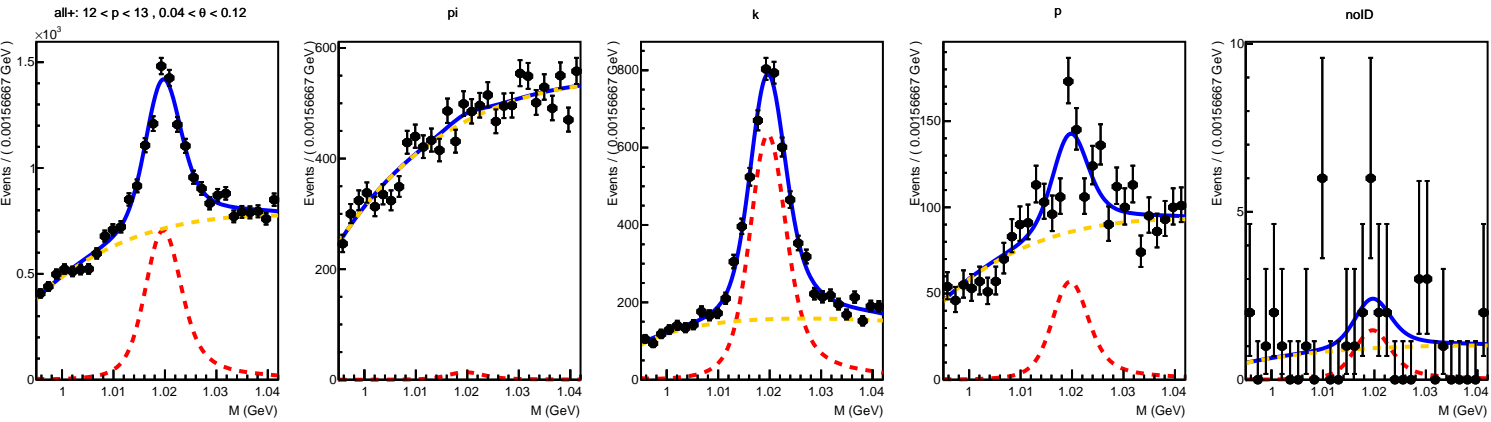 all+: 12 < p < 13 , 0.04 < θ < 0.12
×10³
Events / ( 0.00156667 GeV )
1.5
1
0.5
0
1 1.01 1.02 1.03 1.04
M (GeV)
pi
Events / ( 0.00156667 GeV )
600
400
200
0
1 1.01 1.02 1.03 1.04
M (GeV)
k
Events / ( 0.00156667 GeV )
800
600
400
200
0
1 1.01 1.02 1.03 1.04
M (GeV)
p
Events / ( 0.00156667 GeV )
150
100
50
0
1 1.01 1.02 1.03 1.04
M (GeV)
noID
Events / ( 0.00156667 GeV )
10
5
0
1 1.01 1.02 1.03 1.04
M (GeV)